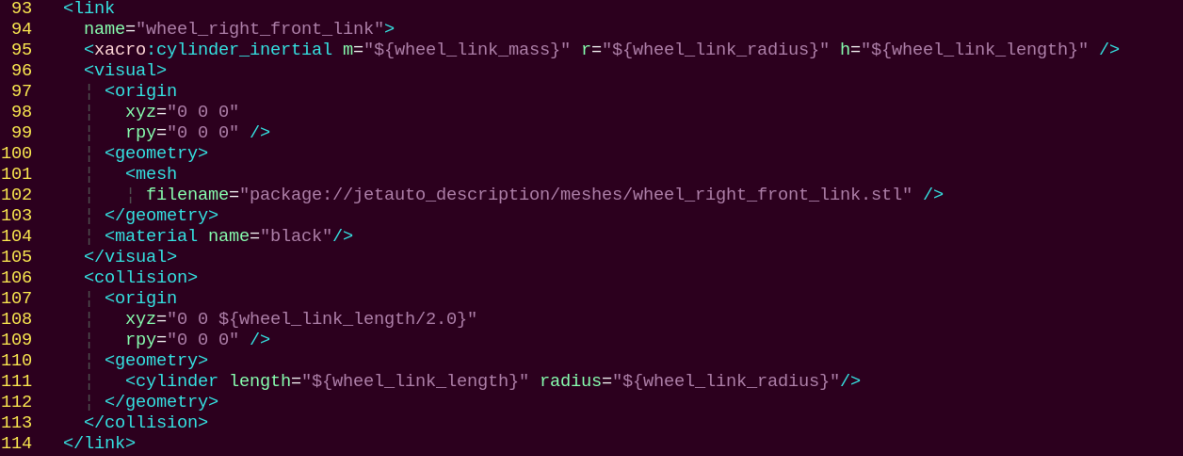 93 <link
94 name="wheel_right_front_link">
95 <xacro:cylinder_inertial m="${wheel_link_mass}" r="${wheel_link_radius}" h="${wheel_link_length}" />
96 <visual>
97 ¦ <origin
98 ¦ xyz="0 0 0"
99 ¦ rpy="0 0 0" />
100 ¦ <geometry>
101 ¦ <mesh
102 ¦ ¦ filename="package://jetauto_description/meshes/wheel_right_front_link.stl" />
103 ¦ </geometry>
104 ¦ <material name="black"/>
105 </visual>
106 <collision>
107 ¦ <origin
108 ¦ xyz="0 0 ${wheel_link_length/2.0}"
109 ¦ rpy="0 0 0" />
110 ¦ <geometry>
111 ¦ <cylinder length="${wheel_link_length}" radius="${wheel_link_radius}"/>
112 ¦ </geometry>
113 </collision>
114 </link>